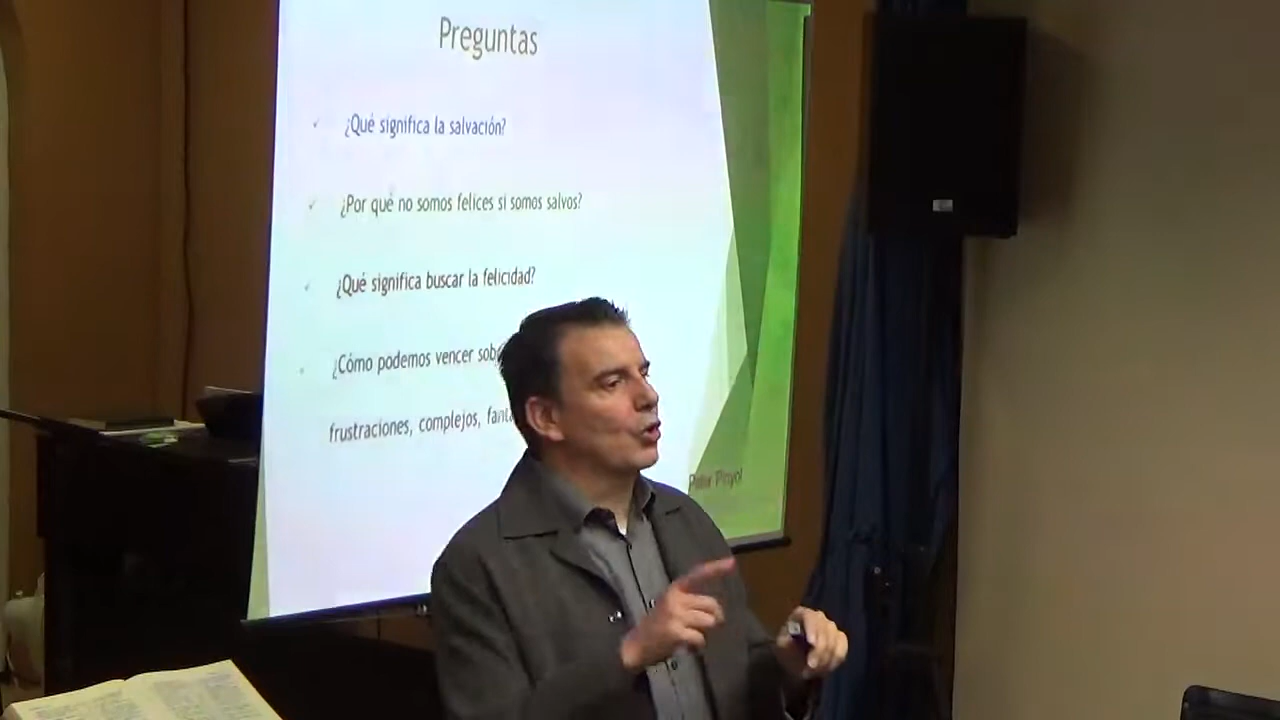 Preguntas
¿Qué significa la salvación?
¿Por qué no somos felices si somos salvos?
¿Qué significa buscar la felicidad?
¿Cómo podemos vencer sob
frustraciones, complejos, fant